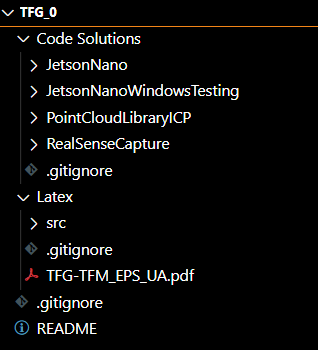 TFG_0
Code Solutions
JetsonNano
JetsonNanoWindowsTesting
PointCloudLibraryICP
RealSenseCapture
.gitignore
Latex
src
.gitignore
TFG-TFM_EPS_UA.pdf
.gitignore
README